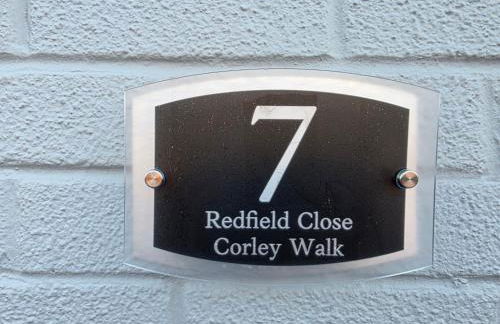 7
Redfield Close
Corley Walk